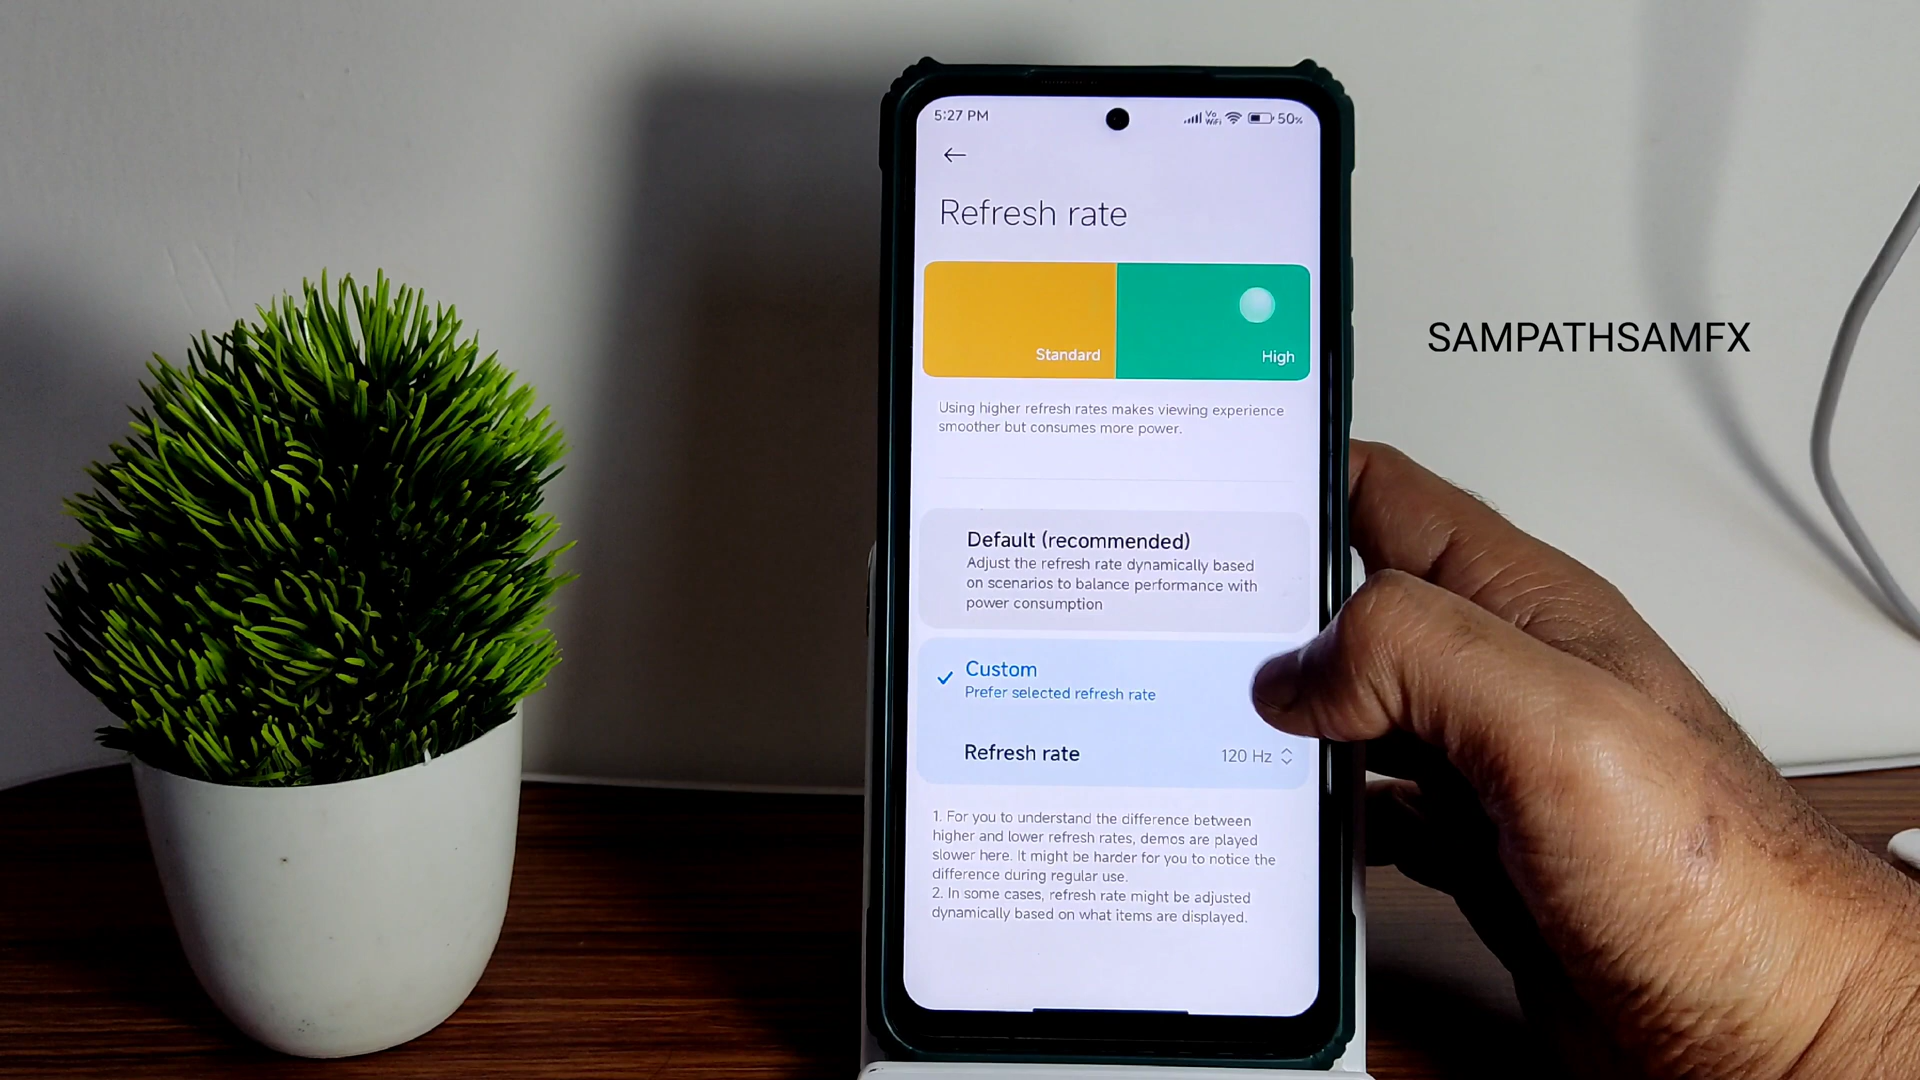 5:27 PM
Vo
WiFi
50%
Refresh rate
Standard
High
Using higher refresh rates makes viewing experience
smoother but consumes more power.
Default (recommended)
Adjust the refresh rate dynamically based
on scenarios to balance performance with
power consumption
Custom
Prefer selected refresh rate
Refresh rate
120 Hz
1. For you to understand the difference between
higher and lower refresh rates, demos are played
slower here. It might be harder for you to notice the
difference during regular use.
2. In some cases, refresh rate might be adjusted
dynamically based on what items are displayed.
SAMPATHSAMFX